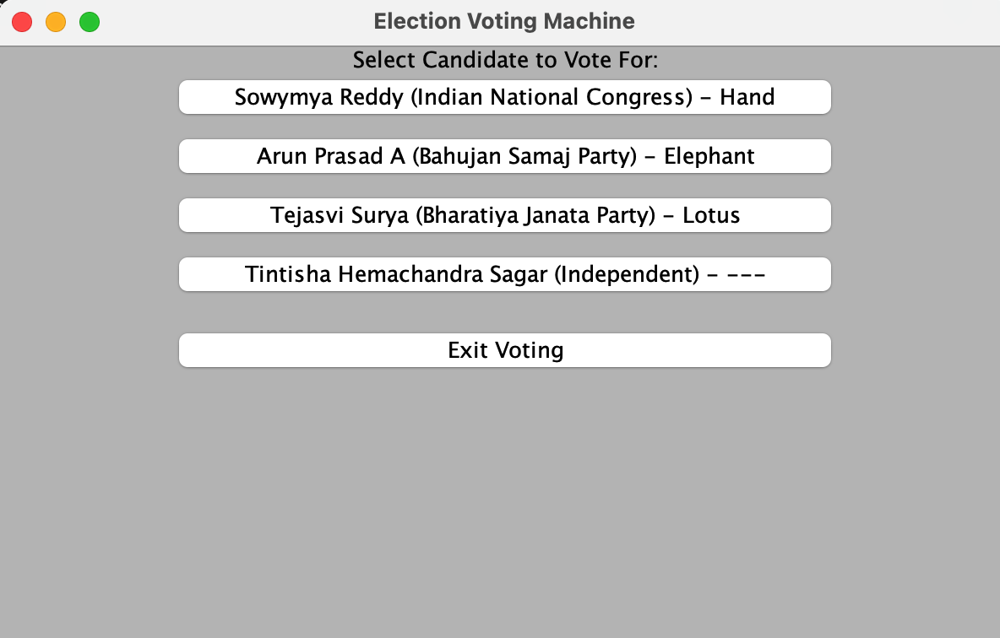 Election Voting Machine
Select Candidate to Vote For:
Sowymya Reddy (Indian National Congress) - Hand
Arun Prasad A (Bahujan Samaj Party) - Elephant
Tejasvi Surya (Bharatiya Janata Party) - Lotus
Tintisha Hemachandra Sagar (Independent) - ---
Exit Voting